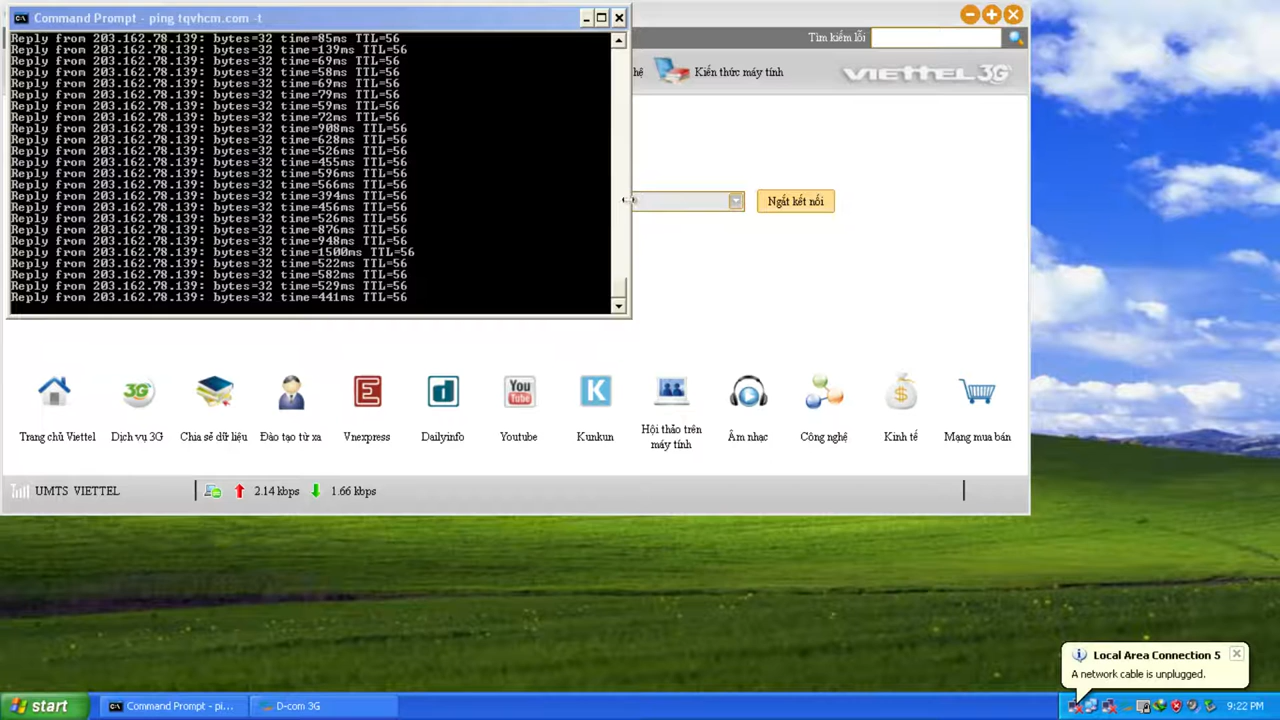 Command Prompt - ping tqvhcm.com -t
Reply from 203.162.78.139: bytes=32 time=85ms TTL=56
Reply from 203.162.78.139: bytes=32 time=139ms TTL=56
Reply from 203.162.78.139: bytes=32 time=69ms TTL=56
Reply from 203.162.78.139: bytes=32 time=58ms TTL=56
Reply from 203.162.78.139: bytes=32 time=69ms TTL=56
Reply from 203.162.78.139: bytes=32 time=79ms TTL=56
Reply from 203.162.78.139: bytes=32 time=59ms TTL=56
Reply from 203.162.78.139: bytes=32 time=72ms TTL=56
Reply from 203.162.78.139: bytes=32 time=908ms TTL=56
Reply from 203.162.78.139: bytes=32 time=628ms TTL=56
Reply from 203.162.78.139: bytes=32 time=526ms TTL=56
Reply from 203.162.78.139: bytes=32 time=455ms TTL=56
Reply from 203.162.78.139: bytes=32 time=596ms TTL=56
Reply from 203.162.78.139: bytes=32 time=566ms TTL=56
Reply from 203.162.78.139: bytes=32 time=394ms TTL=56
Reply from 203.162.78.139: bytes=32 time=456ms TTL=56
Reply from 203.162.78.139: bytes=32 time=526ms TTL=56
Reply from 203.162.78.139: bytes=32 time=876ms TTL=56
Reply from 203.162.78.139: bytes=32 time=948ms TTL=56
Reply from 203.162.78.139: bytes=32 time=1500ms TTL=56
Reply from 203.162.78.139: bytes=32 time=522ms TTL=56
Reply from 203.162.78.139: bytes=32 time=582ms TTL=56
Reply from 203.162.78.139: bytes=32 time=529ms TTL=56
Reply from 203.162.78.139: bytes=32 time=441ms TTL=56
Tìm kiếm lỗi
hệ
Kiến thức máy tính
VIETTEL 3G
Ngắt kết nối
Trang chủ Viettel
Dịch vụ 3G
Chia sẽ dữ liệu
Đào tạo từ xa
E
Vnexpress
d
Dailyinfo
You
Tube
Youtube
K
Kunkun
Hội thảo trên
máy tính
Âm nhạc
Công nghệ
$
Kinh tế
Mạng mua bán
UMTS VIETTEL
2.14 kbps
1.66 kbps
Local Area Connection 5
A network cable is unplugged.
start
Command Prompt - pi...
D-com 3G
9:22 PM